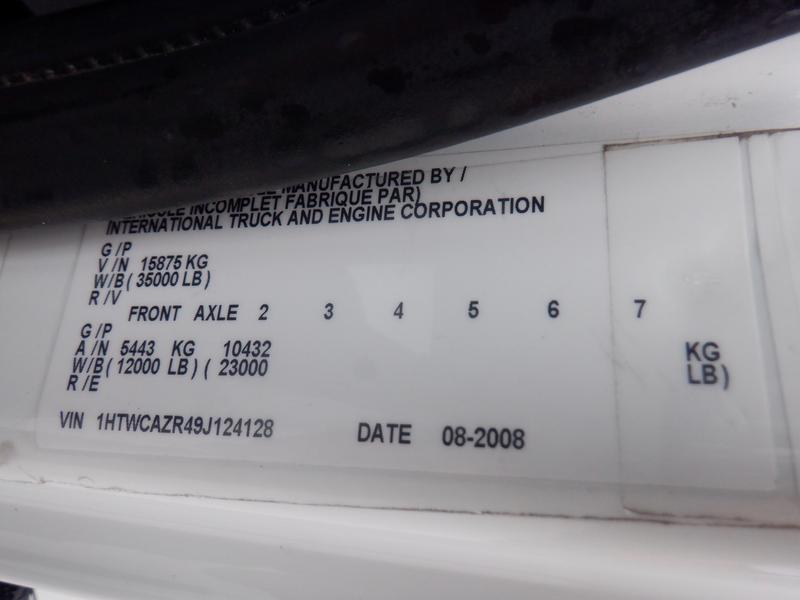 MANUFACTURED BY /
INCOMPLET FABRIQUE PAR)
INTERNATIONAL TRUCK AND ENGINE CORPORATION
G /P
V /N 15875 KG
W/B ( 35000 LB )
R /V
FRONT AXLE 2 3 4 5 6 7
G /P
A /N 5443 KG 10432 KG
W/B ( 12000 LB ) ( 23000 LB )
R /E
VIN 1HTWCAZR49J124128 DATE 08-2008